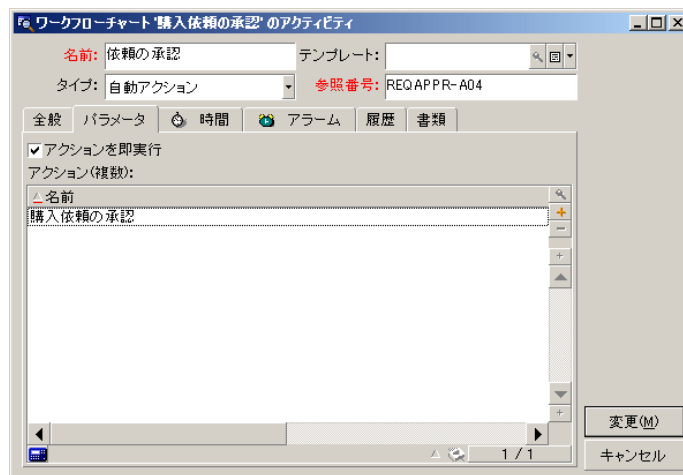 ワークフローチャート '購入依頼の承認' のアクティビティ
名前: 依頼の承認 テンプレート:
タイプ: 自動アクション 参照番号: REQAPPR-A04
全般 パラメータ 時間 アラーム 履歴 書類
アクションを即実行
アクション(複数):
名前
購入依頼の承認
変更(M)
1 / 1 キャンセル